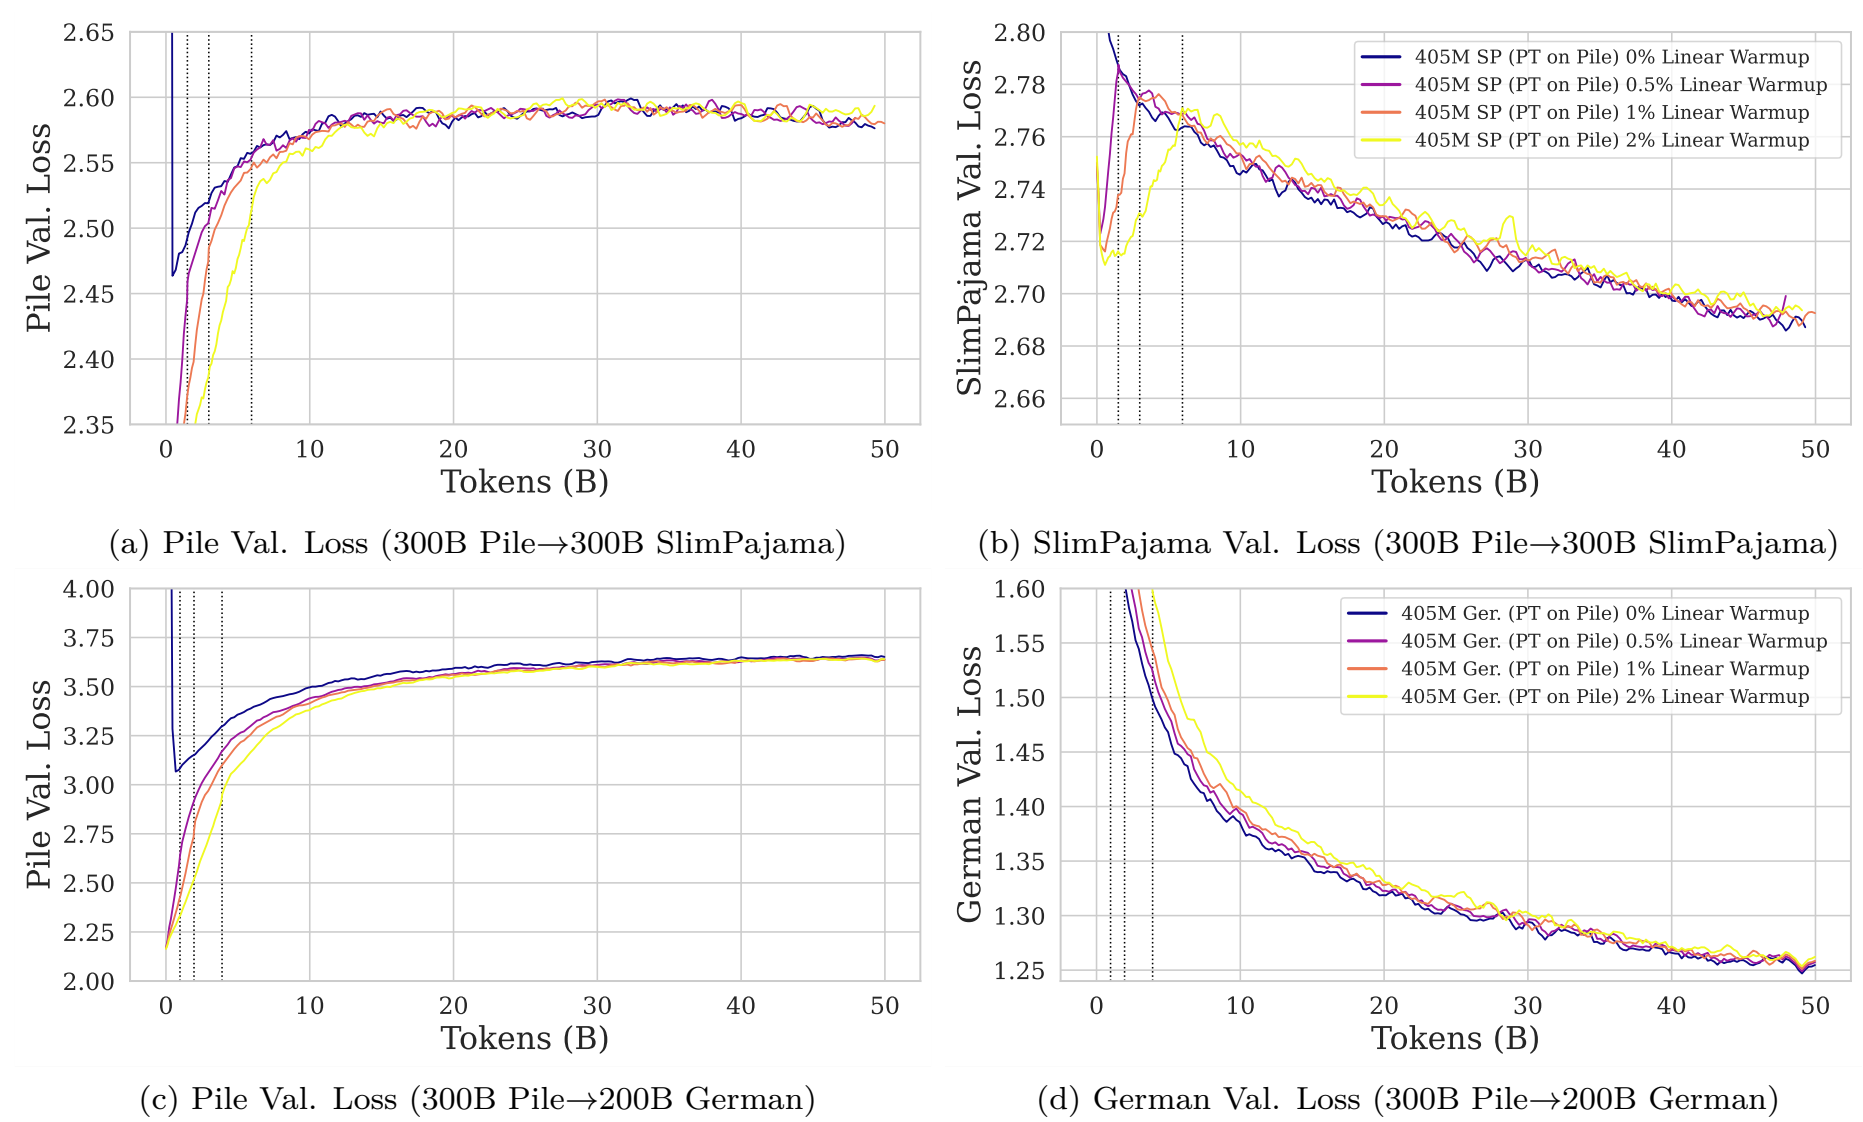 2.65
2.60
2.55
2.50
2.45
2.40
2.35
Pile Val. Loss
0 10 20 30 40 50
Tokens (B)
2.80
2.78
2.76
2.74
2.72
2.70
2.68
2.66
SlimPajama Val. Loss
405M SP (PT on Pile) 0% Linear Warmup
405M SP (PT on Pile) 0.5% Linear Warmup
405M SP (PT on Pile) 1% Linear Warmup
405M SP (PT on Pile) 2% Linear Warmup
0 10 20 30 40 50
Tokens (B)
(a) Pile Val. Loss (300B Pile→300B SlimPajama)
(b) SlimPajama Val. Loss (300B Pile→300B SlimPajama)
4.00
3.75
3.50
3.25
3.00
2.75
2.50
2.25
2.00
Pile Val. Loss
0 10 20 30 40 50
Tokens (B)
1.60
1.55
1.50
1.45
1.40
1.35
1.30
1.25
German Val. Loss
405M Ger. (PT on Pile) 0% Linear Warmup
405M Ger. (PT on Pile) 0.5% Linear Warmup
405M Ger. (PT on Pile) 1% Linear Warmup
405M Ger. (PT on Pile) 2% Linear Warmup
0 10 20 30 40 50
Tokens (B)
(c) Pile Val. Loss (300B Pile→200B German)
(d) German Val. Loss (300B Pile→200B German)